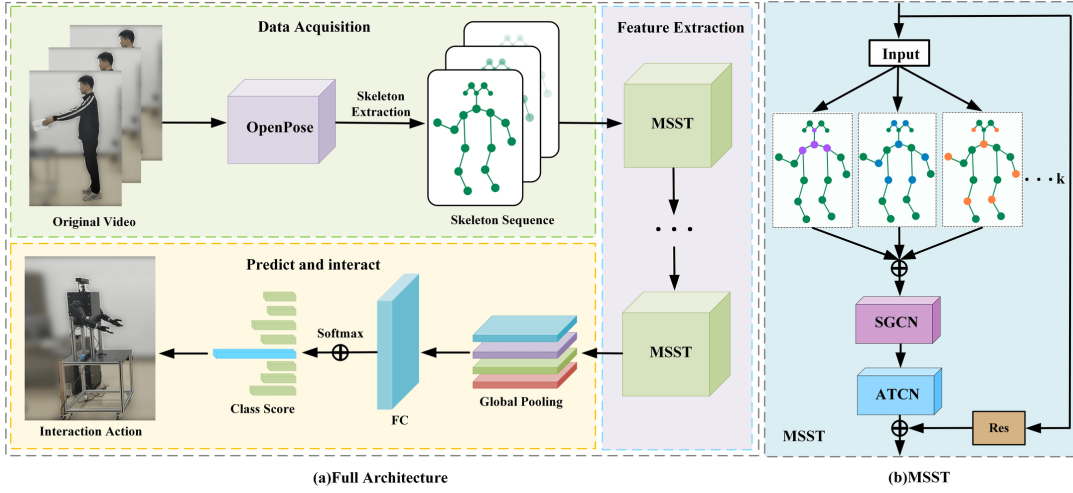 Data Acquisition
Feature Extraction
OpenPose
Skeleton
Extraction
MSST
Original Video
Skeleton Sequence
. . .
Predict and interact
Softmax
MSST
Class Score
FC
Global Pooling
Interaction Action
(a)Full Architecture
Input
. . . k
SGCN
ATCN
Res
MSST
(b)MSST